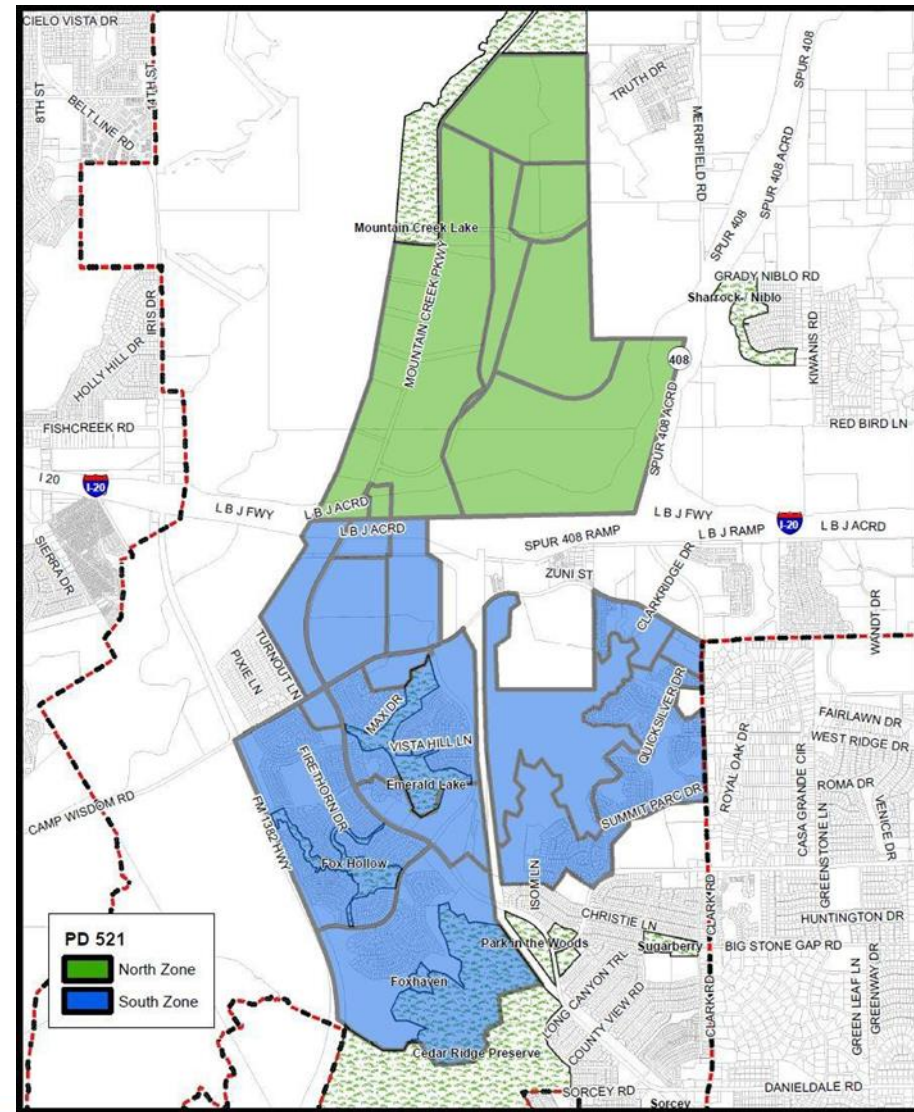 CIELO VISTA DR
8TH ST
14TH ST
BELT LINE RD
TRUTH DR
MERRIFIELD RD
SPUR 408
SPUR 408 ACRD
SPUR 408
Mountain Creek Lake
MOUNTAIN CREEK PKWY
GRADY NIBLO RD
Sharrock / Niblo
KIWANIS RD
IRIS DR
HOLLY HILL DR
408
SPUR 408 ACRD
FISHCREEK RD
RED BIRD LN
I 20
I-20
L B J FWY
L B J ACRD
L B J ACRD
L B J FWY
I-20
L B J ACRD
L B J RAMP
SPUR 408 RAMP
SIERRA DR
ZUNI ST
CLARKRIDGE DR
WANDT DR
TURNOUT LN
PIXIE LN
MAX DR
VISTA HILL LN
QUICKSILVER DR
FAIRLAWN DR
WEST RIDGE DR
ROYAL OAK DR
CASA GRANDE CIR
ROMA DR
VENICE DR
GREENSTONE LN
Emerald Lake
FIRETHORN DR
SUMMIT PARC DR
CAMP WISDOM RD
FM 1382 HWY
Fox Hollow
ISOM LN
CLARK RD
CHRISTIE LN
HUNTINGTON DR
PD 521
North Zone
South Zone
Park in the Woods
Sugarberry
BIG STONE GAP RD
Foxhaven
LONG CANYON TRL
COUNTY VIEW RD
CLARK RD
GREEN LEAF LN
GREENWAY DR
Cedar Ridge Preserve
SORCEY RD
Sorcey
DANIELDALE RD